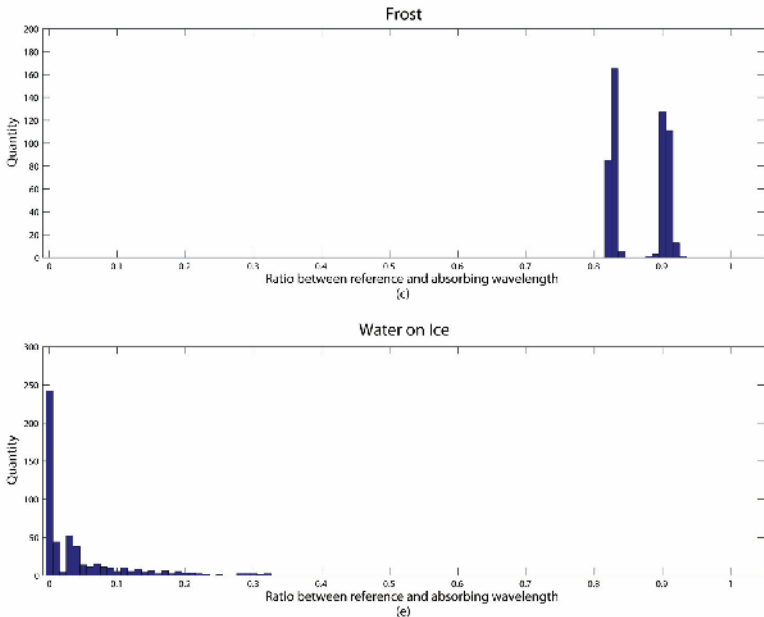 Frost
200
180
160
140
120
100
80
60
40
20
0
Quantity
0 0.1 0.2 0.3 0.4 0.5 0.6 0.7 0.8 0.9 1
Ratio between reference and absorbing wavelength
(c)
Water on Ice
300
250
200
150
100
50
0
Quantity
0 0.1 0.2 0.3 0.4 0.5 0.6 0.7 0.8 0.9 1
Ratio between reference and absorbing wavelength
(e)